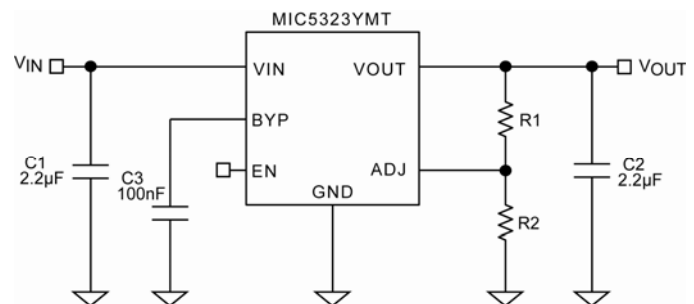 MIC5323YMT
VIN
VIN
VOUT
VOUT
BYP
R1
EN
ADJ
C1
2.2µF
C3
100nF
C2
2.2µF
GND
R2